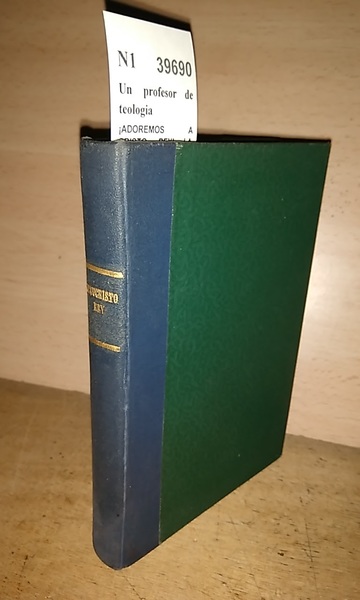 N1 39690
Un profesor de
teologia
¡ADOREMOS A
REY